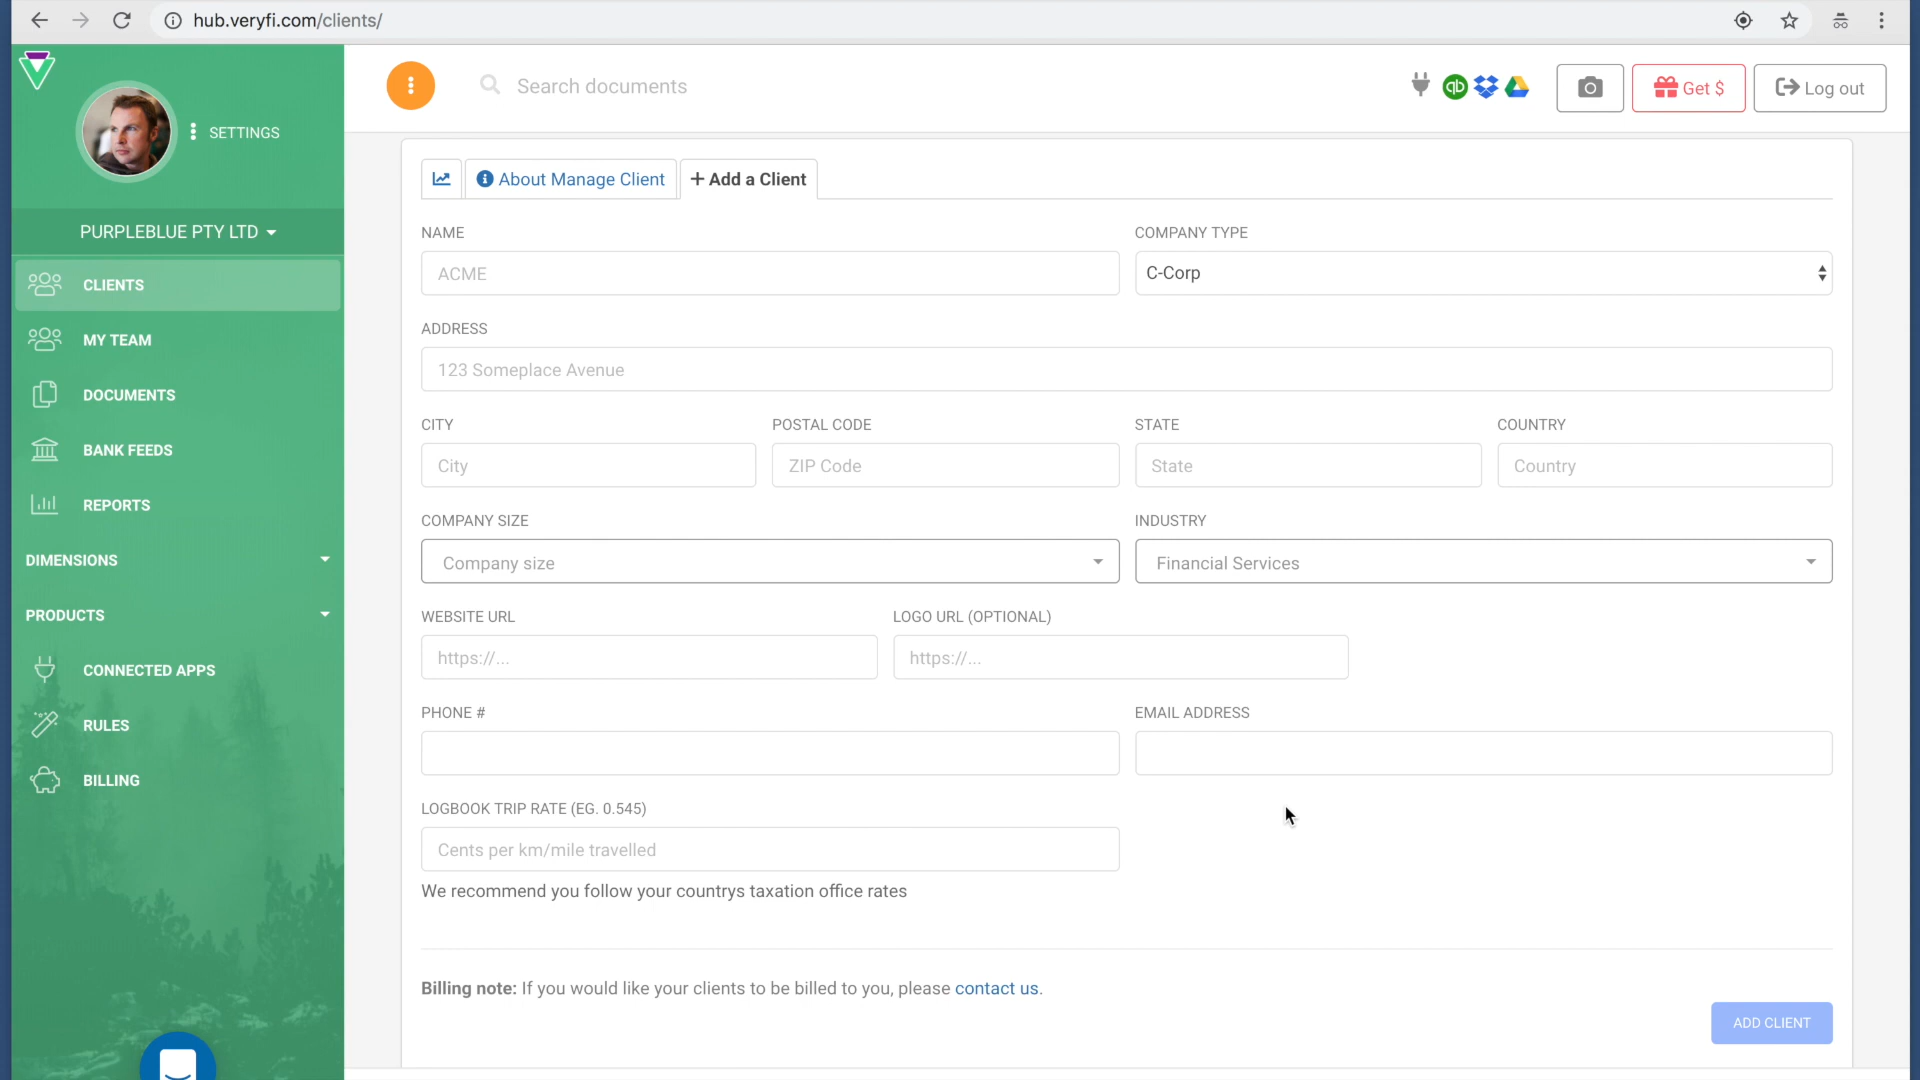 hub.veryfi.com/clients/
Search documents
qb
Get $
Log out
SETTINGS
PURPLEBLUE PTY LTD
CLIENTS
MY TEAM
DOCUMENTS
BANK FEEDS
REPORTS
DIMENSIONS
PRODUCTS
CONNECTED APPS
RULES
BILLING
About Manage Client
+ Add a Client
NAME
COMPANY TYPE
ACME
C-Corp
ADDRESS
123 Someplace Avenue
CITY
POSTAL CODE
STATE
COUNTRY
City
ZIP Code
State
Country
COMPANY SIZE
INDUSTRY
Company size
Financial Services
WEBSITE URL
LOGO URL (OPTIONAL)
https://...
https://...
PHONE #
EMAIL ADDRESS
LOGBOOK TRIP RATE (EG. 0.545)
Cents per km/mile travelled
We recommend you follow your countrys taxation office rates
Billing note: If you would like your clients to be billed to you, please contact us.
ADD CLIENT